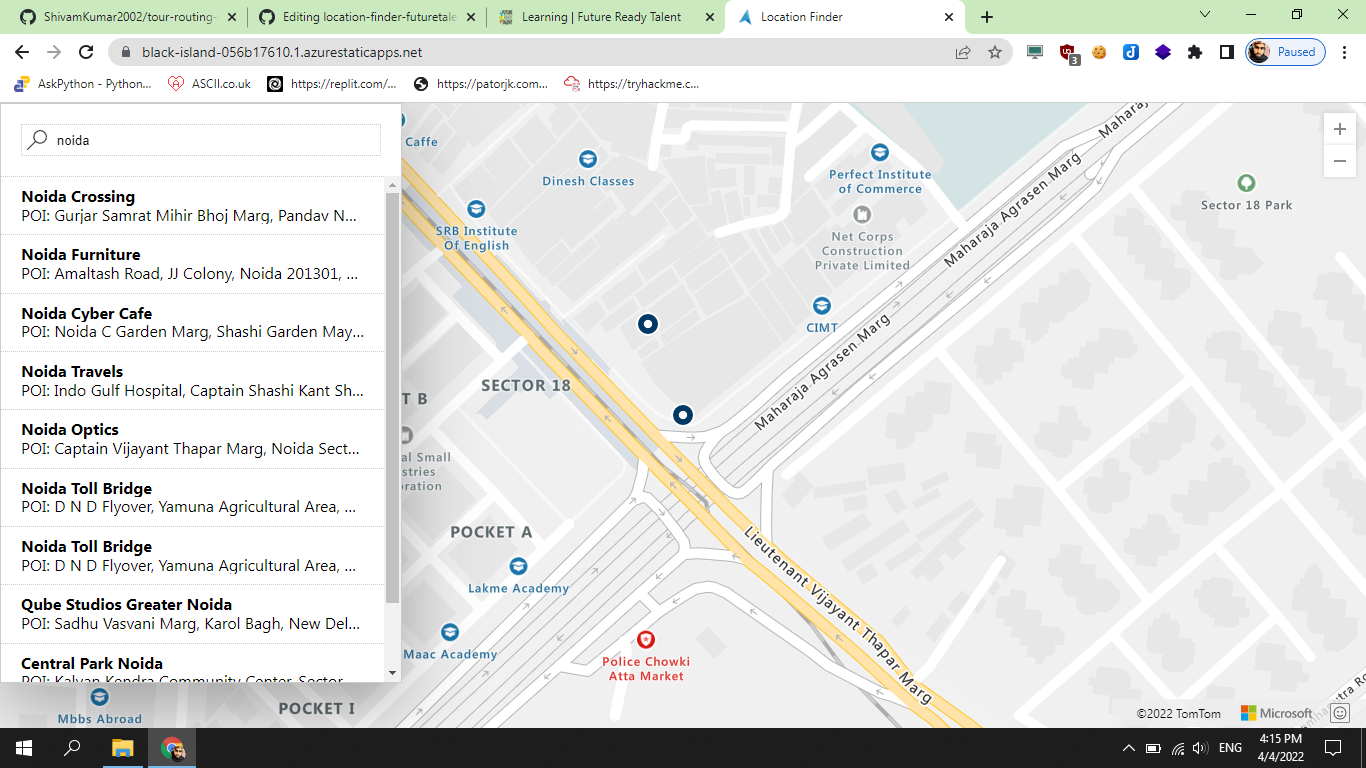 ShivamKumar2002/tour-routing-
Editing location-finder-futuretale
Learning | Future Ready Talent
Location Finder
black-island-056b17610.1.azurestaticapps.net
3
Paused
AskPython - Python...
ASCII.co.uk
https://replit.com/...
https://patorjk.com...
https://tryhackme.c...
noida
Noida Crossing
POI: Gurjar Samrat Mihir Bhoj Marg, Pandav N...
Noida Furniture
POI: Amaltash Road, JJ Colony, Noida 201301, ...
Noida Cyber Cafe
POI: Noida C Garden Marg, Shashi Garden May...
Noida Travels
POI: Indo Gulf Hospital, Captain Shashi Kant Sh...
Noida Optics
POI: Captain Vijayant Thapar Marg, Noida Sect...
Noida Toll Bridge
POI: D N D Flyover, Yamuna Agricultural Area, ...
Noida Toll Bridge
POI: D N D Flyover, Yamuna Agricultural Area, ...
Qube Studios Greater Noida
POI: Sadhu Vasvani Marg, Karol Bagh, New Del...
Central Park Noida
POI: Kalyan Kendra Community Center, Sector
Caffe
Dinesh Classes
Perfect Institute
of Commerce
Maharaja Agrasen Marg
Sector 18 Park
SRB Institute
Of English
Net Corps
Construction
Private Limited
CIMT
Maharaja Agrasen Marg
SECTOR 18
T B
al Small
stries
oration
POCKET A
Lieutenant Vijayant Thapar Marg
Lakme Academy
Maac Academy
Police Chowki
Atta Market
Mbbs Abroad
POCKET I
©2022 TomTom
Microsoft
ENG
4:15 PM
4/4/2022